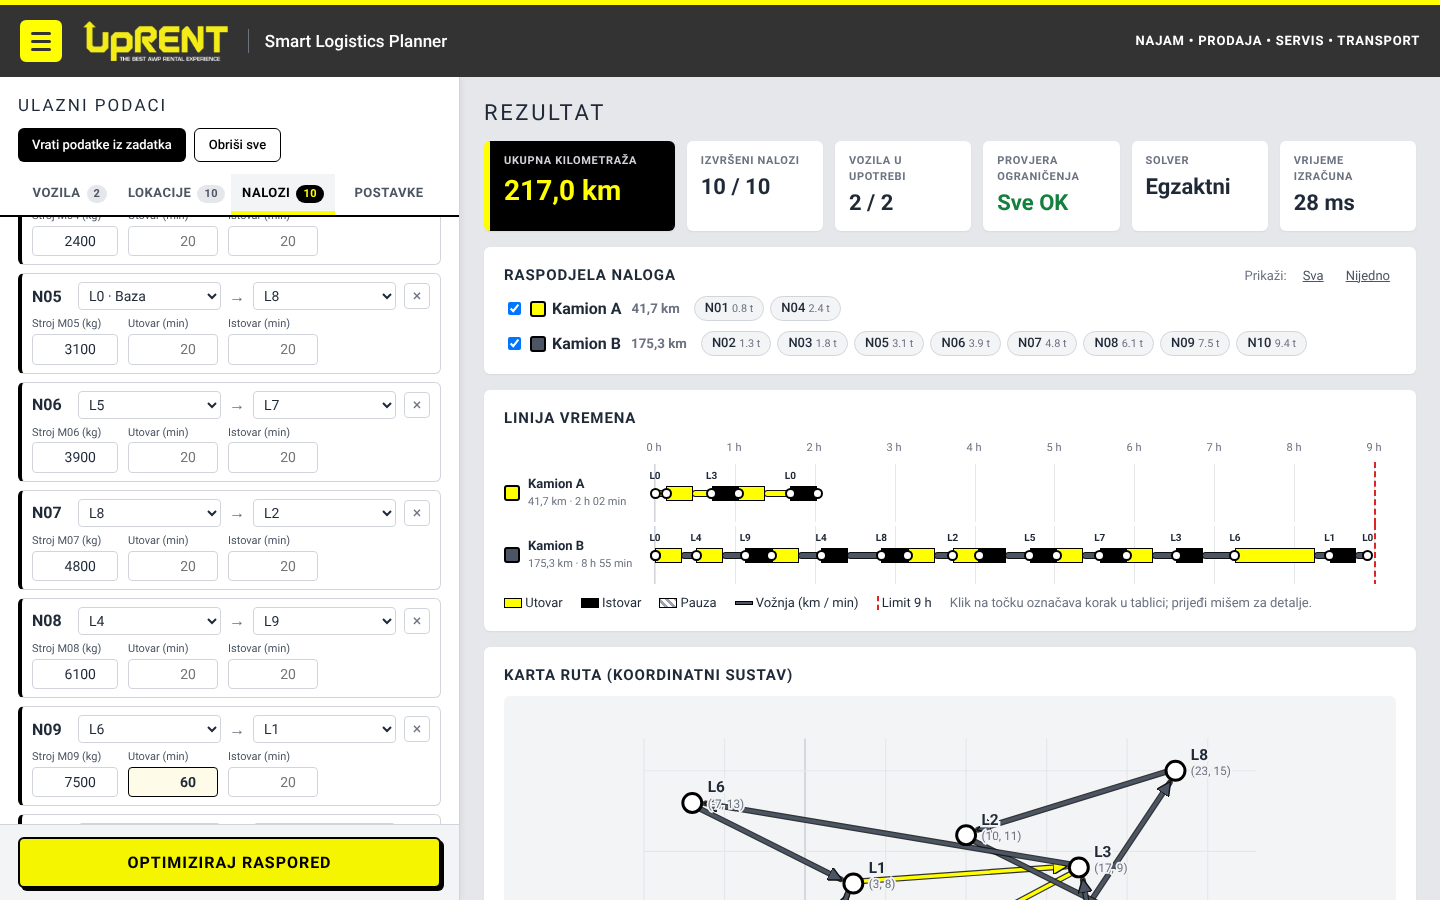 UpRENT
THE BEST AWP RENTAL EXPERIENCE
Smart Logistics Planner
NAJAM • PRODAJA • SERVIS • TRANSPORT
ULAZNI PODACI
Vrati podatke iz zadatka
Obriši sve
VOZILA 2
LOKACIJE 10
NALOZI 10
POSTAVKE
2400 20 20
N05 L0 · Baza → L8 ×
Stroj M05 (kg) Utovar (min) Istovar (min)
3100 20 20
N06 L5 → L7 ×
Stroj M06 (kg) Utovar (min) Istovar (min)
3900 20 20
N07 L8 → L2 ×
Stroj M07 (kg) Utovar (min) Istovar (min)
4800 20 20
N08 L4 → L9 ×
Stroj M08 (kg) Utovar (min) Istovar (min)
6100 20 20
N09 L6 → L1 ×
Stroj M09 (kg) Utovar (min) Istovar (min)
7500 60 20
OPTIMIZIRAJ RASPORED
REZULTAT
UKUPNA KILOMETRAŽA
217,0 km
IZVRŠENI NALOZI
10 / 10
VOZILA U
UPOTREBI
2 / 2
PROVJERA
OGRANIČENJA
Sve OK
SOLVER
Egzaktni
VRIJEME
IZRAČUNA
28 ms
RASPODJELA NALOGA
Prikaži: Sva Nijedno
Kamion A 41,7 km N01 0.8 t N04 2.4 t
Kamion B 175,3 km N02 1.3 t N03 1.8 t N05 3.1 t N06 3.9 t N07 4.8 t N08 6.1 t N09 7.5 t N10 9.4 t
LINIJA VREMENA
0 h 1 h 2 h 3 h 4 h 5 h 6 h 7 h 8 h 9 h
L0 L3 L0
Kamion A
41,7 km · 2 h 02 min
L0 L4 L9 L4 L8 L2 L5 L7 L3 L6 L1 L0
Kamion B
175,3 km · 8 h 55 min
Utovar Istovar Pauza Vožnja (km / min) Limit 9 h Klik na točku označava korak u tablici; prijeđi mišem za detalje.
KARTA RUTA (KOORDINATNI SUSTAV)
L8
(23, 15)
L6
(-7, 13)
L2
(10, 11)
L3
(17, 9)
L1
(3, 8)